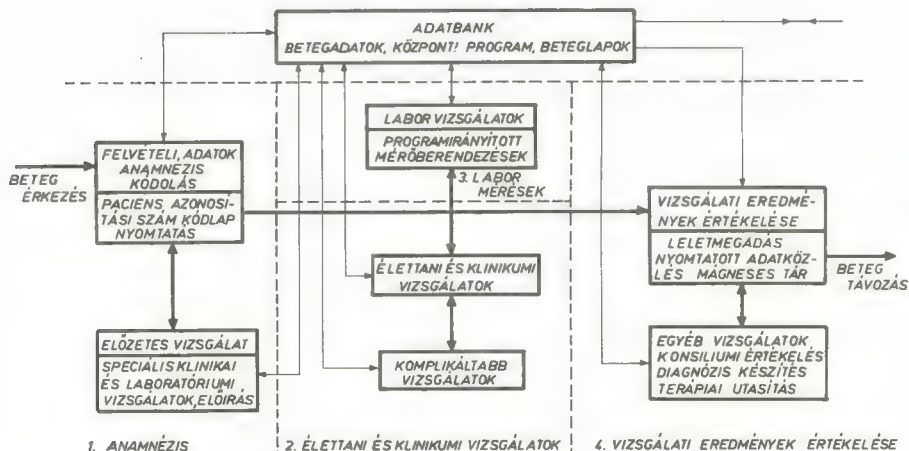 ADATBANK
BETEGADATOK, KÖZPONTI PROGRAM, BETEGLAPOK
LABOR VIZSGÁLATOK
PROGRAMIRÁNYÍTOTT
MÉRŐBERENDEZÉSEK
3. LABOR
MÉRÉSEK
BETEG
ÉRKEZÉS
FELVÉTELI, ADATOK
ANAMNÉZIS
KÓDOLÁS
PACIENS, AZONOSI-
TÁSI SZÁM KÓDLAP
NYOMTATÁS
VIZSGÁLATI EREDMÉ-
NYEK ÉRTÉKELÉSE
LELETMEGADÁS
NYOMTATOTT ADATKÖZ-
LÉS MÁGNESES TÁR
BETEG
TÁVOZÁS
ÉLETTANI ÉS KLINIKUMI
VIZSGÁLATOK
ELŐZETES VIZSGÁLAT
SPECIÁLIS KLINIKAI
ÉS LABORATÓRIUMI
VIZSGÁLATOK, ELŐÍRÁS
KOMPLIKÁLTABB
VIZSGÁLATOK
EGYÉB VIZSGÁLATOK
KONSILIUMI ÉRTÉKELÉS
DIAGNÓZIS KÉSZÍTÉS
TERÁPIAI UTASÍTÁS
1. ANAMNÉZIS
2. ÉLETTANI ÉS KLINIKUMI VIZSGÁLATOK
4. VIZSGÁLATI EREDMÉNYEK ÉRTÉKELÉSE